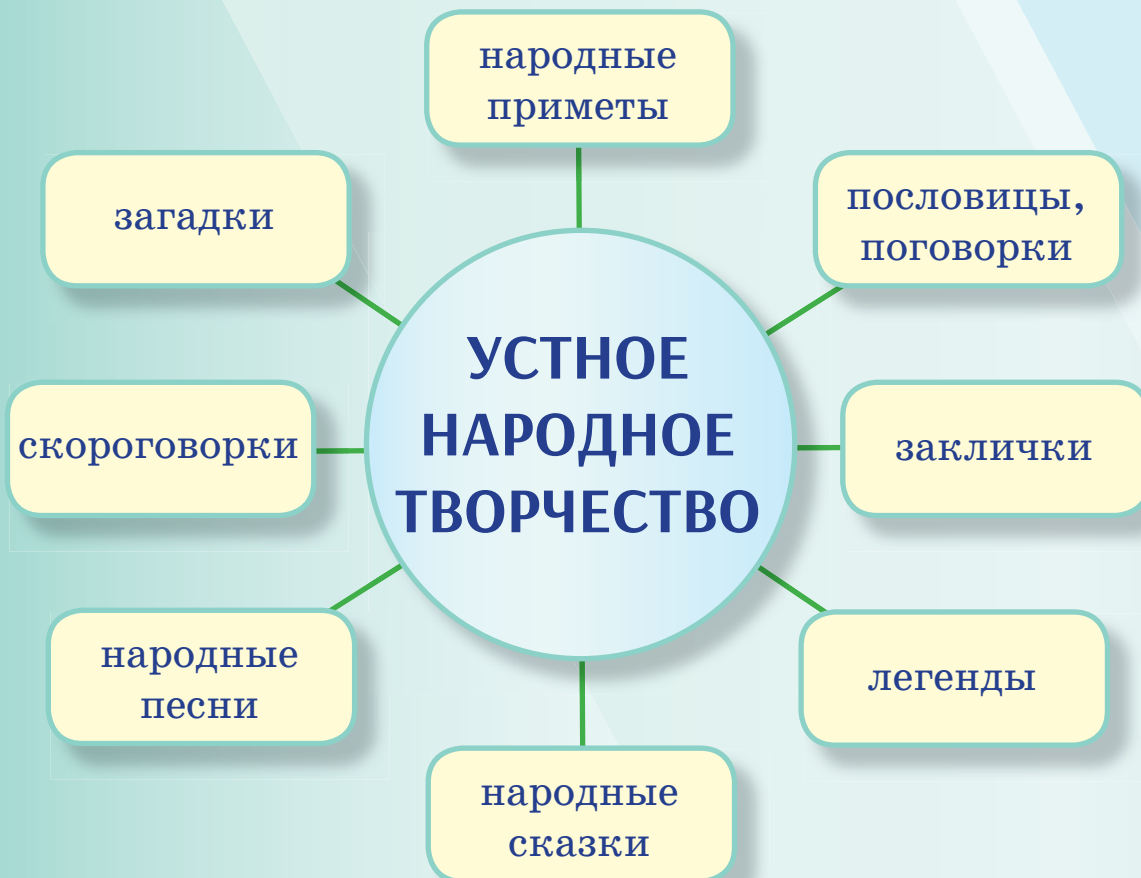 народные
приметы
загадки
пословицы,
поговорки
УСТНОЕ
НАРОДНОЕ
ТВОРЧЕСТВО
скороговорки
заклички
народные
песни
легенды
народные
сказки